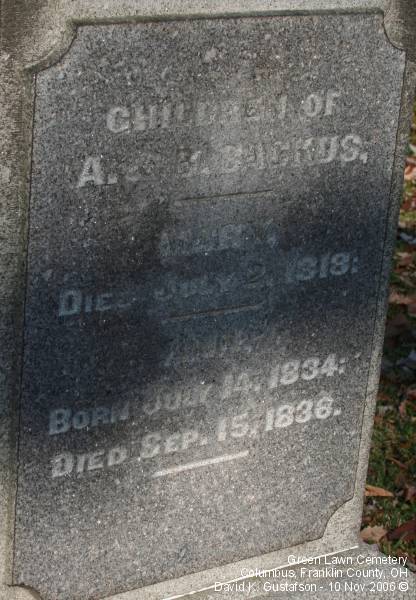 CHILDREN OF
A. & B. BACKUS.
DIED JULY 2, 1818:
BORN JULY 14, 1834:
DIED SEP. 15, 1836.
Green Lawn Cemetery
Columbus, Franklin County, OH
David K. Gustafson - 10 Nov 2006 ©